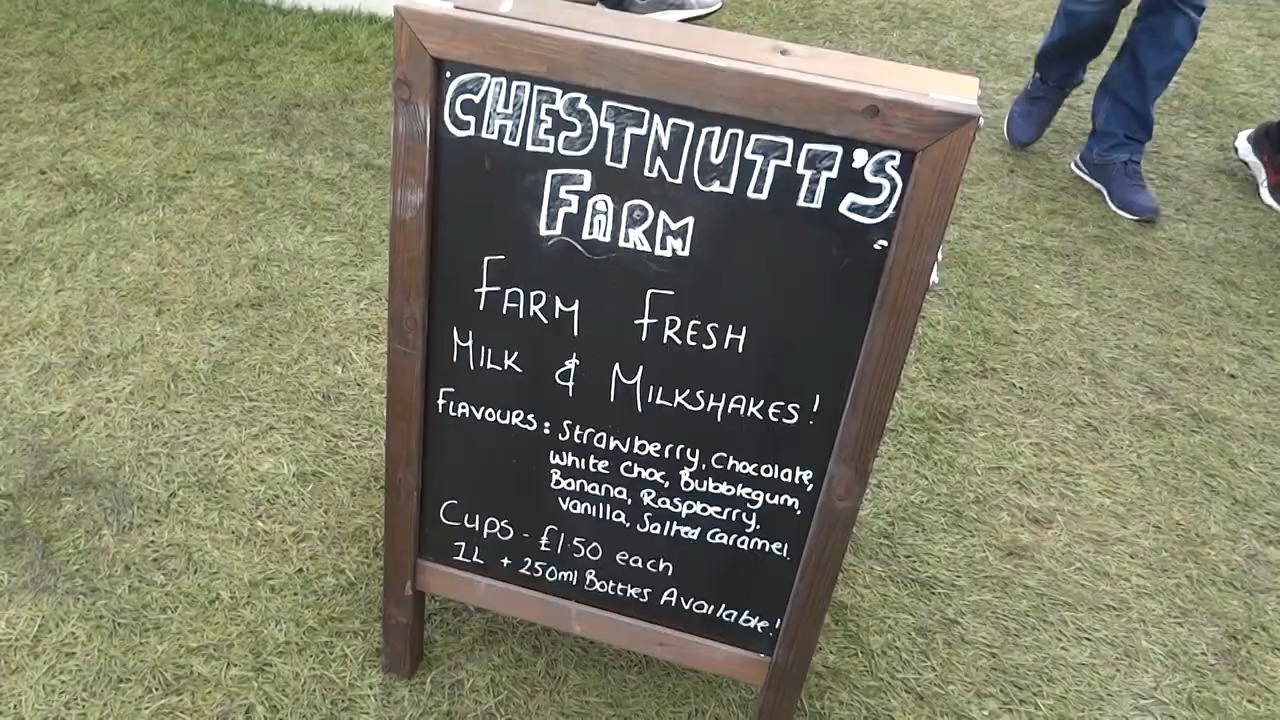 CHESTNUTT'S
FARM
FARM FRESH
MILK & MILKSHAKES!
FLAVOURS: Strawberry, Chocolate,
White Choc, Bubblegum,
Banana, Raspberry,
Vanilla, Salted Caramel.
Cups - £1.50 each
1L + 250ml Bottles Available!